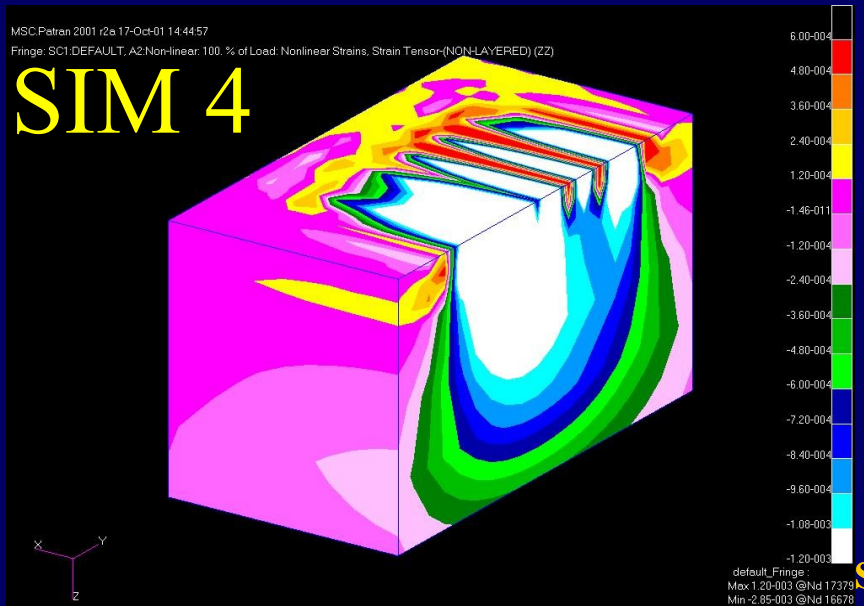 MSC.Patran 2001 r2a 17-Oct-01 14:44:57
Fringe: SC1:DEFAULT, A2:Non-linear: 100. % of Load: Nonlinear Strains, Strain Tensor-(NON-LAYERED) (ZZ)
SIM 4
6.00-004
4.80-004
3.60-004
2.40-004
1.20-004
-1.46-011
-1.20-004
-2.40-004
-3.60-004
-4.80-004
-6.00-004
-7.20-004
-8.40-004
-9.60-004
-1.08-003
-1.20-003
X
Y
Z
default_Fringe :
Max 1.20-003 @Nd 17379
Min -2.85-003 @Nd 16678